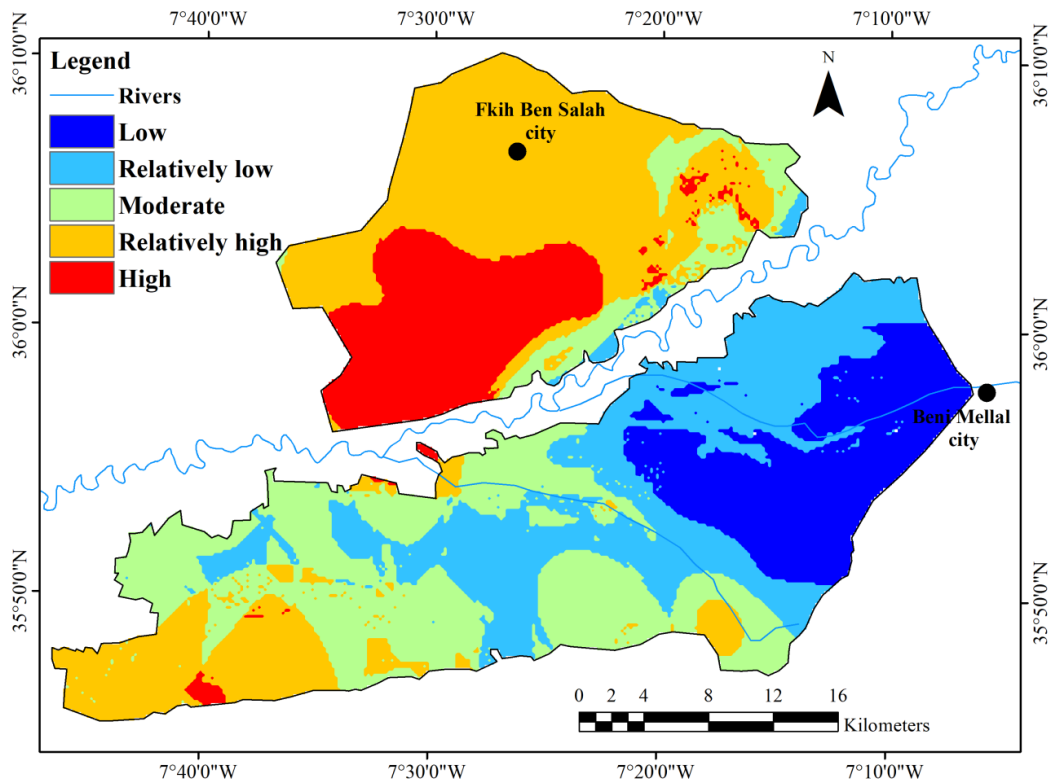 7°40'0"W 7°30'0"W 7°20'0"W 7°10'0"W
36°10'0"N
36°10'0"N
Legend
Rivers
Low
Relatively low
Moderate
Relatively high
High
N
Fkih Ben Salah
city
36°0'0"N
36°0'0"N
Beni Mellal
city
35°50'0"N
35°50'0"N
0 2 4 8 12 16
Kilometers
7°40'0"W 7°30'0"W 7°20'0"W 7°10'0"W